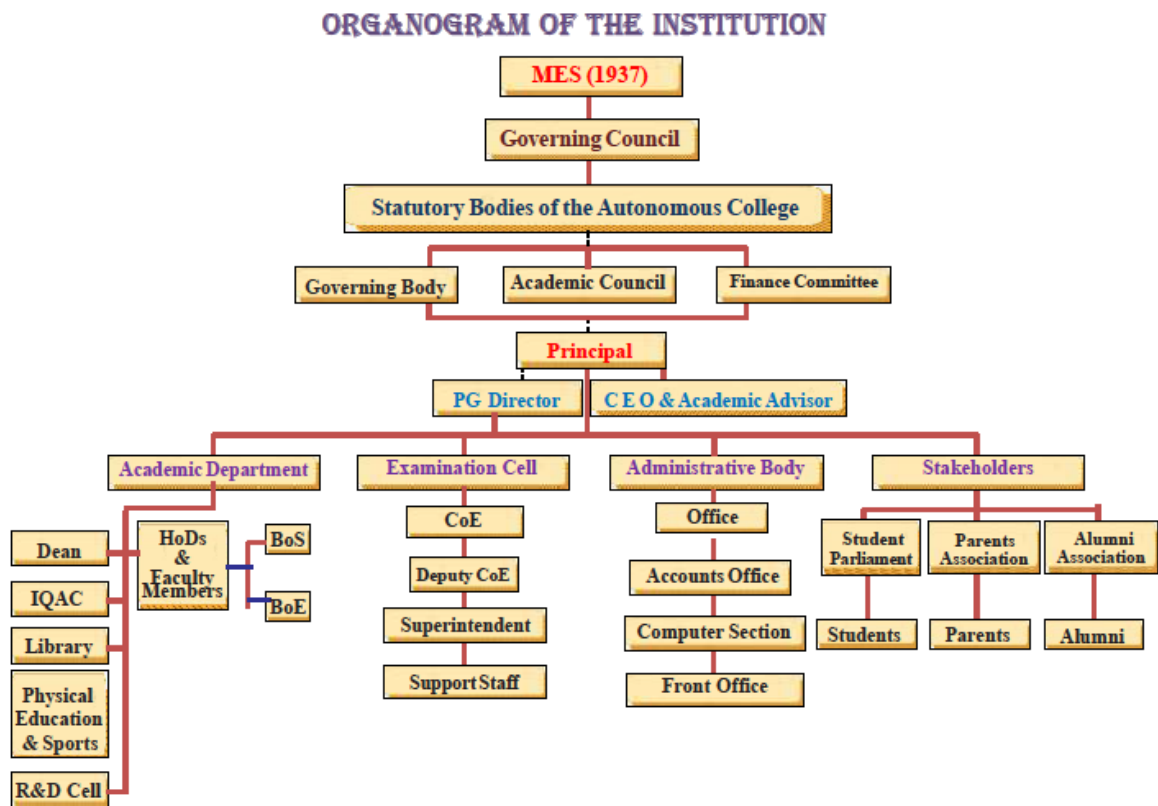 ORGANOGRAM OF THE INSTITUTION
MES (1937)
Governing Council
Statutory Bodies of the Autonomous College
Governing Body
Academic Council
Finance Committee
Principal
PG Director
C E O & Academic Advisor
Academic Department
Examination Cell
Administrative Body
Stakeholders
Dean
IQAC
Library
Physical
Education
& Sports
R&D Cell
HoDs
&
Faculty
Members
BoS
BoE
CoE
Deputy CoE
Superintendent
Support Staff
Office
Accounts Office
Computer Section
Front Office
Student
Parliament
Parents
Association
Alumni
Association
Students
Parents
Alumni